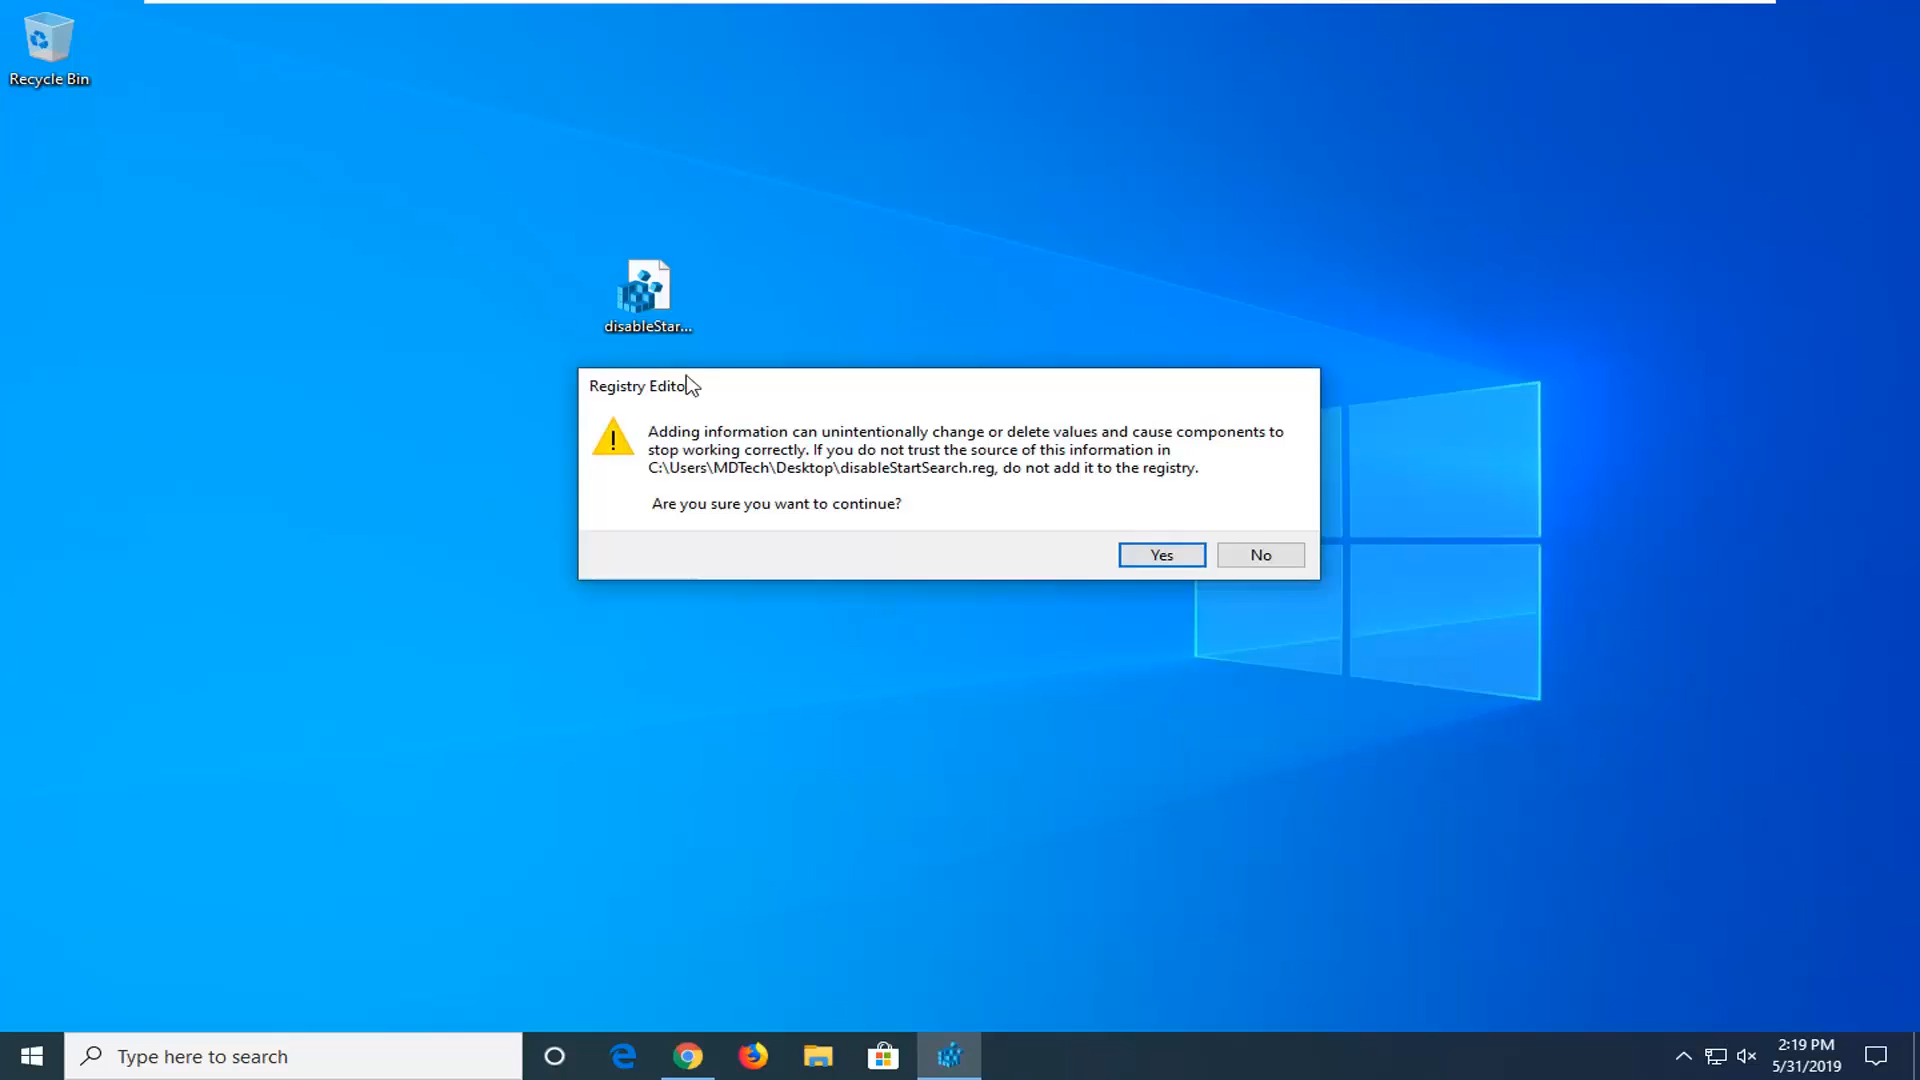 Recycle Bin
disableStar...
Registry Edito
Adding information can unintentionally change or delete values and cause components to
stop working correctly. If you do not trust the source of this information in
C:\Users\MDTech\Desktop\disableStartSearch.reg, do not add it to the registry.
Are you sure you want to continue?
Yes
No
Type here to search
2:19 PM
5/31/2019